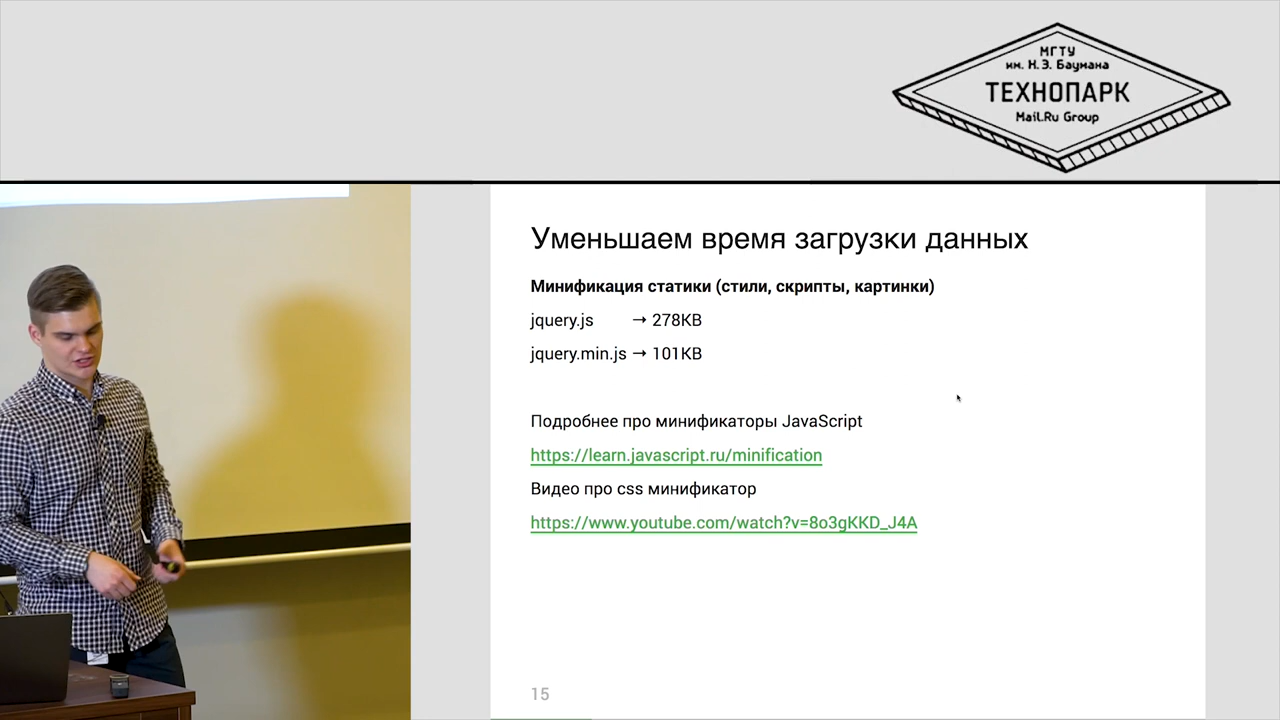 МГТУ
им. Н.Э. Баумана
ТЕХНОПАРК
Mail.Ru Group
Уменьшаем время загрузки данных
Минификация статики (стили, скрипты, картинки)
jquery.js → 278KB
jquery.min.js → 101KB
Подробнее про минификаторы JavaScript
https://learn.javascript.ru/minification
Видео про css минификатор
https://www.youtube.com/watch?v=8o3gKKD_J4A
15